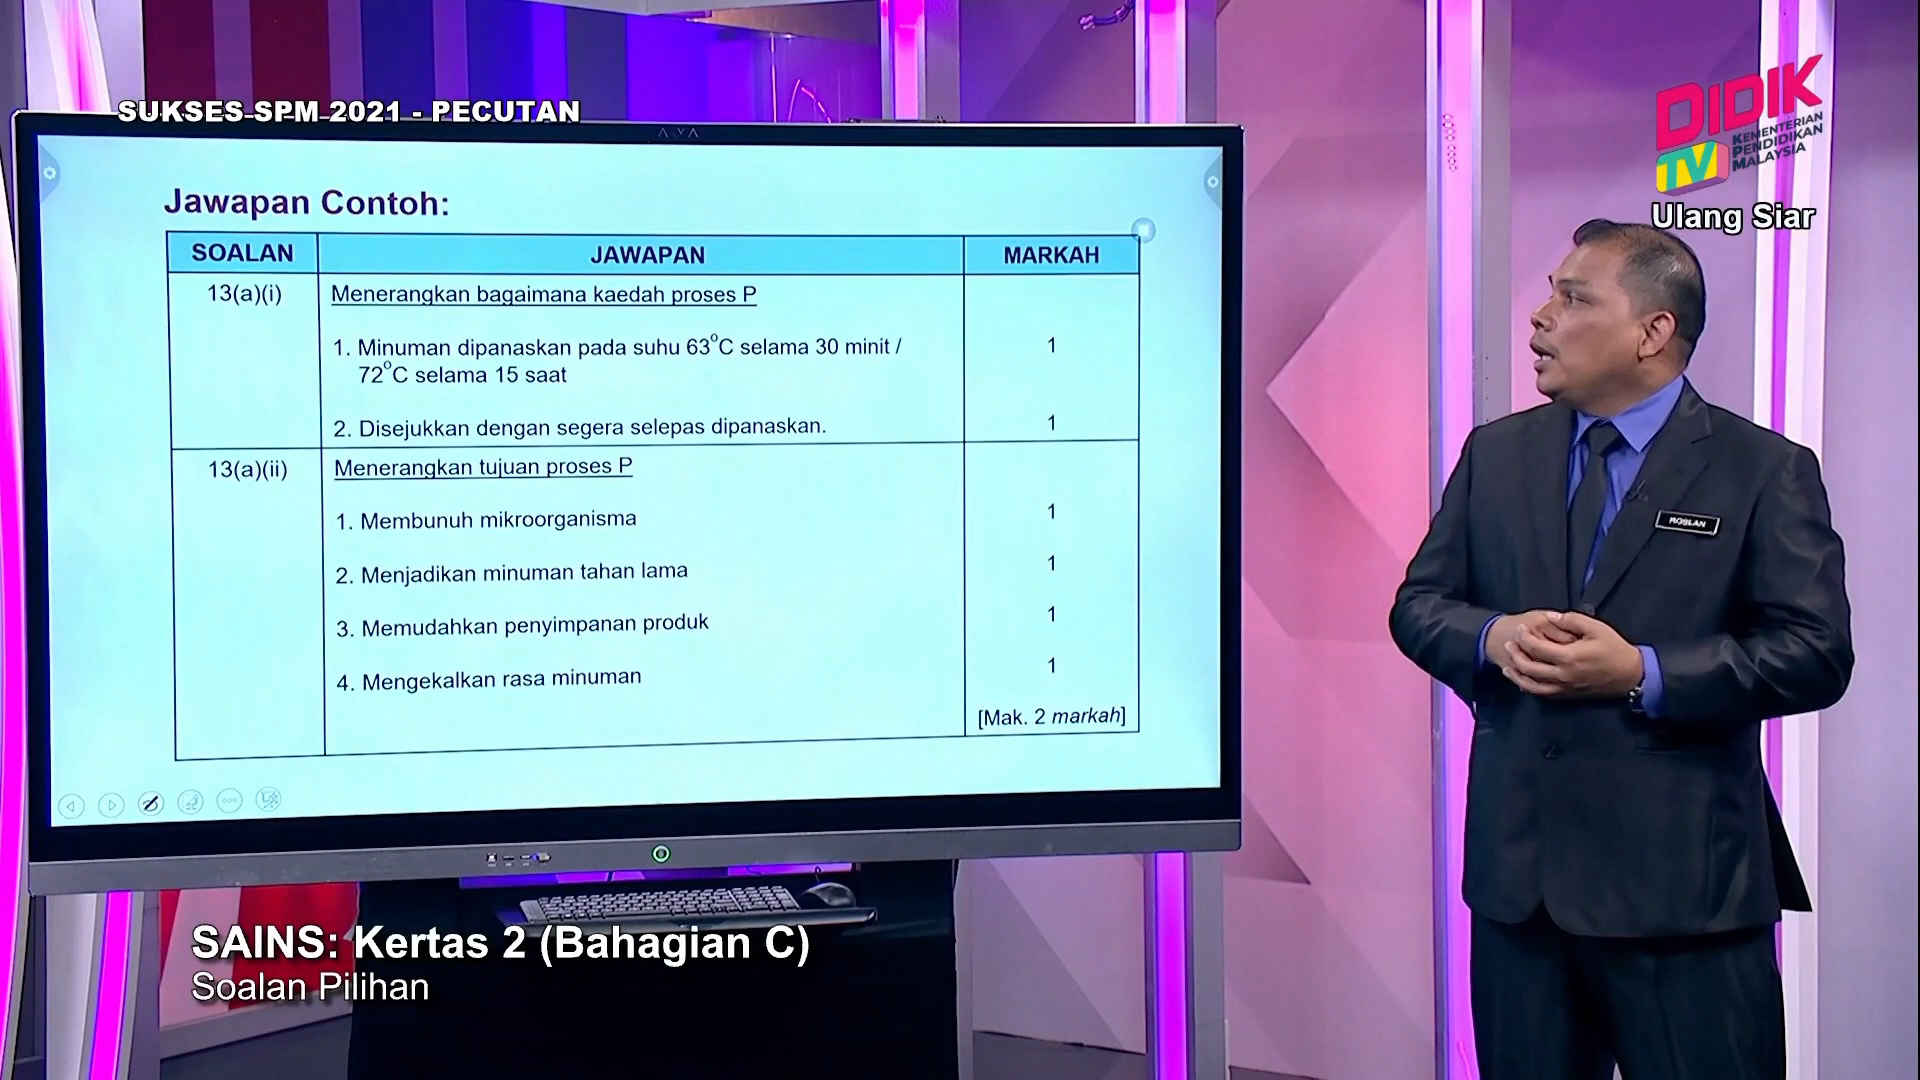 SUKSES SPM 2021 - PECUTAN
DIDIK
TV
KEMENTERIAN
PENDIDIKAN
MALAYSIA
Ulang Siar
Jawapan Contoh:
SOALAN JAWAPAN MARKAH
13(a)(i) Menerangkan bagaimana kaedah proses P
1. Minuman dipanaskan pada suhu 63°C selama 30 minit / 1
72°C selama 15 saat
2. Disejukkan dengan segera selepas dipanaskan. 1
13(a)(ii) Menerangkan tujuan proses P
1. Membunuh mikroorganisma 1
2. Menjadikan minuman tahan lama 1
3. Memudahkan penyimpanan produk 1
4. Mengekalkan rasa minuman 1
[Mak. 2 markah]
ROSLAN
SAINS: Kertas 2 (Bahagian C)
Soalan Pilihan